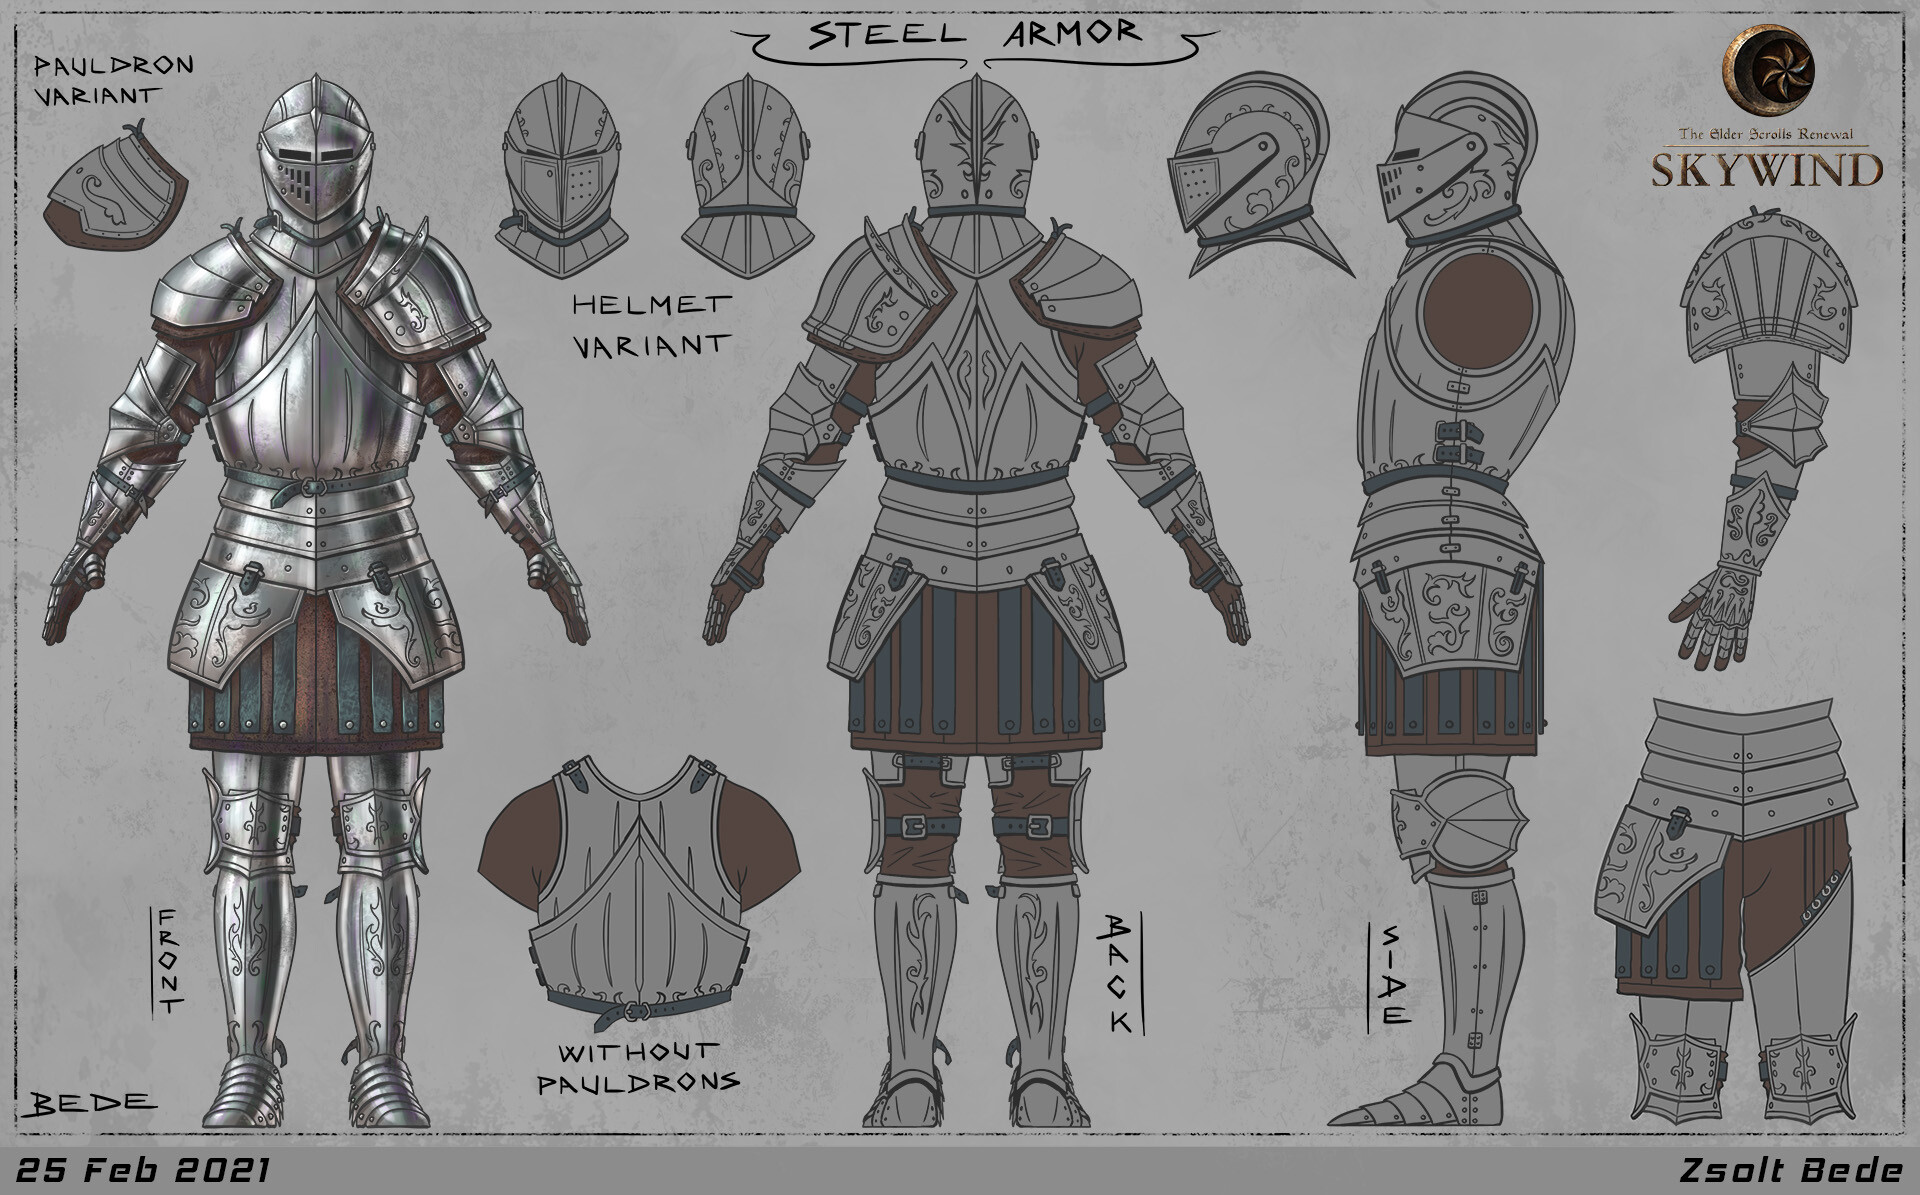 STEEL ARMOR
PAULDRON
VARIANT
The Elder Scrolls Renewal
SKYWIND
HELMET
VARIANT
FRONT
BACK
SIDE
WITHOUT
PAULDRONS
BEDE
25 Feb 2021
Zsolt Bede